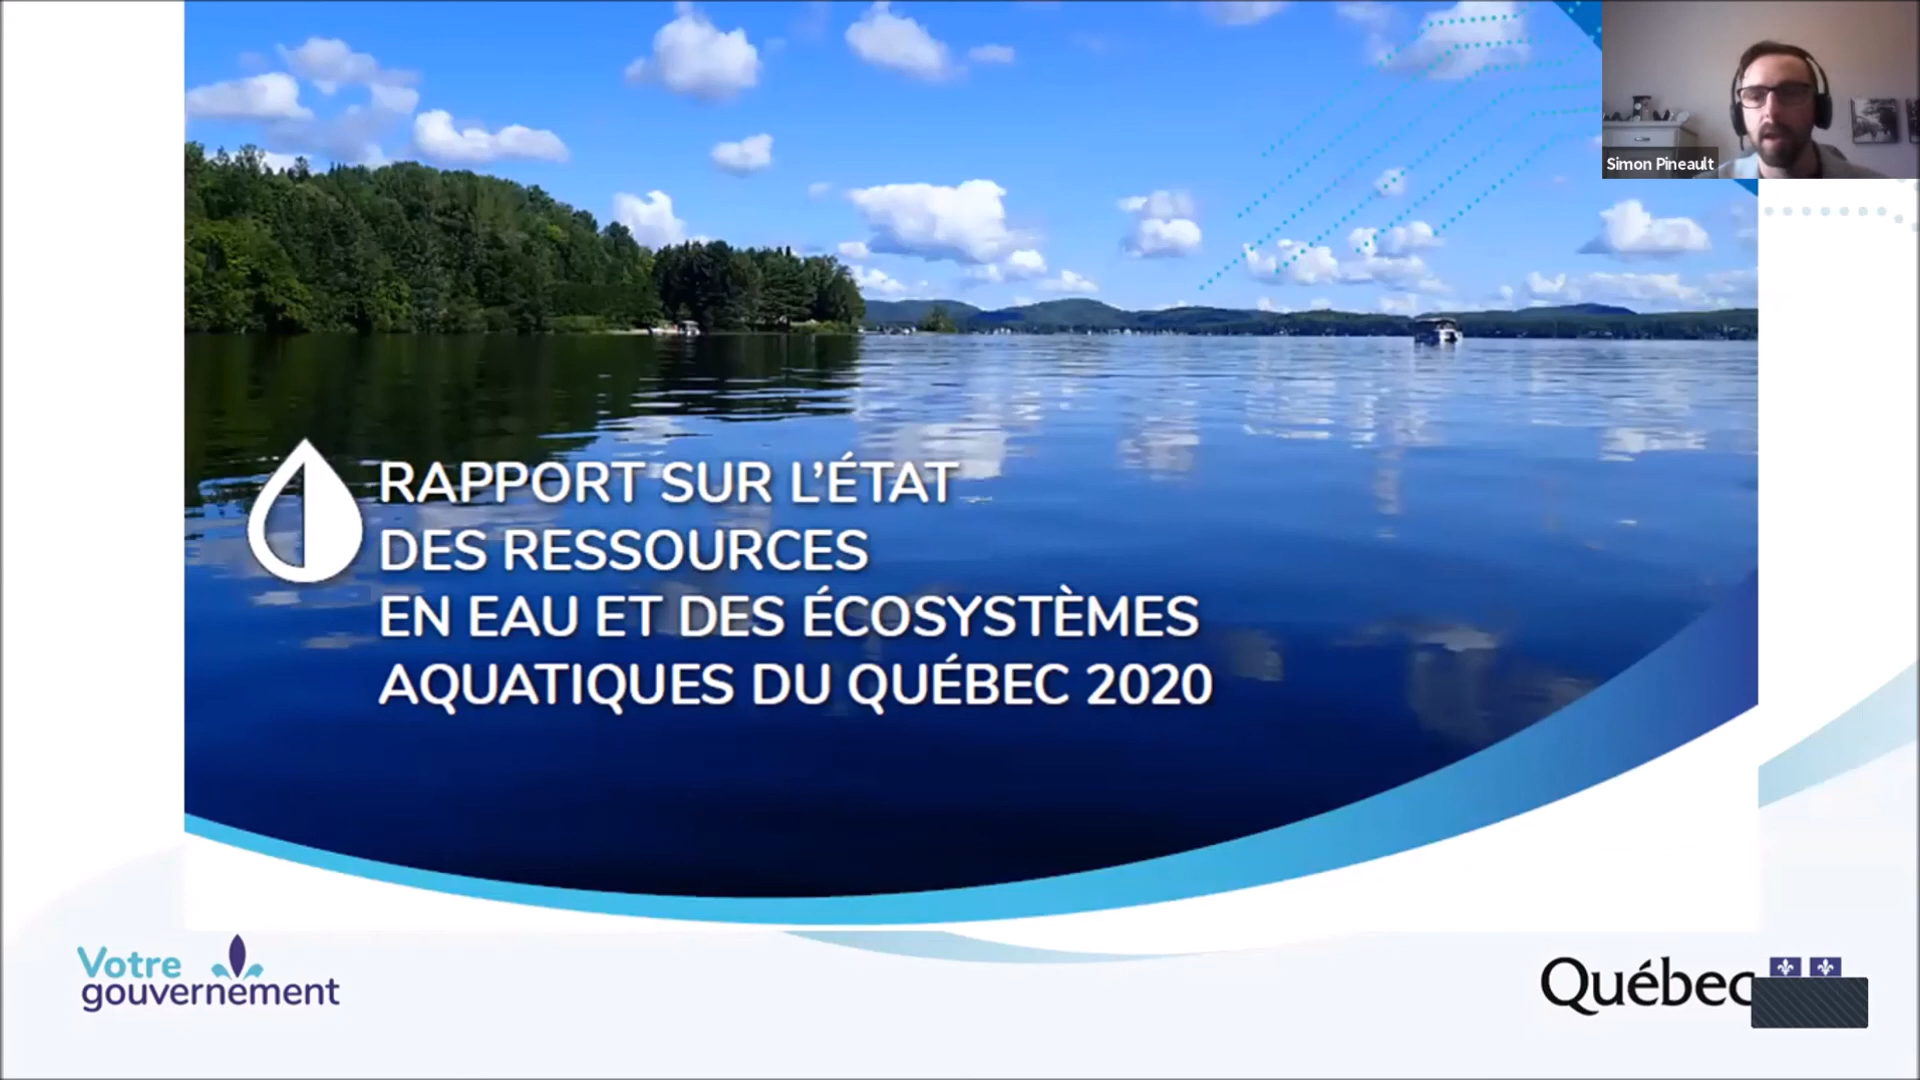 Simon Pineault
RAPPORT SUR L'ÉTAT
DES RESSOURCES
EN EAU ET DES ÉCOSYSTÈMES
AQUATIQUES DU QUÉBEC 2020
Votre
gouvernement
Québec